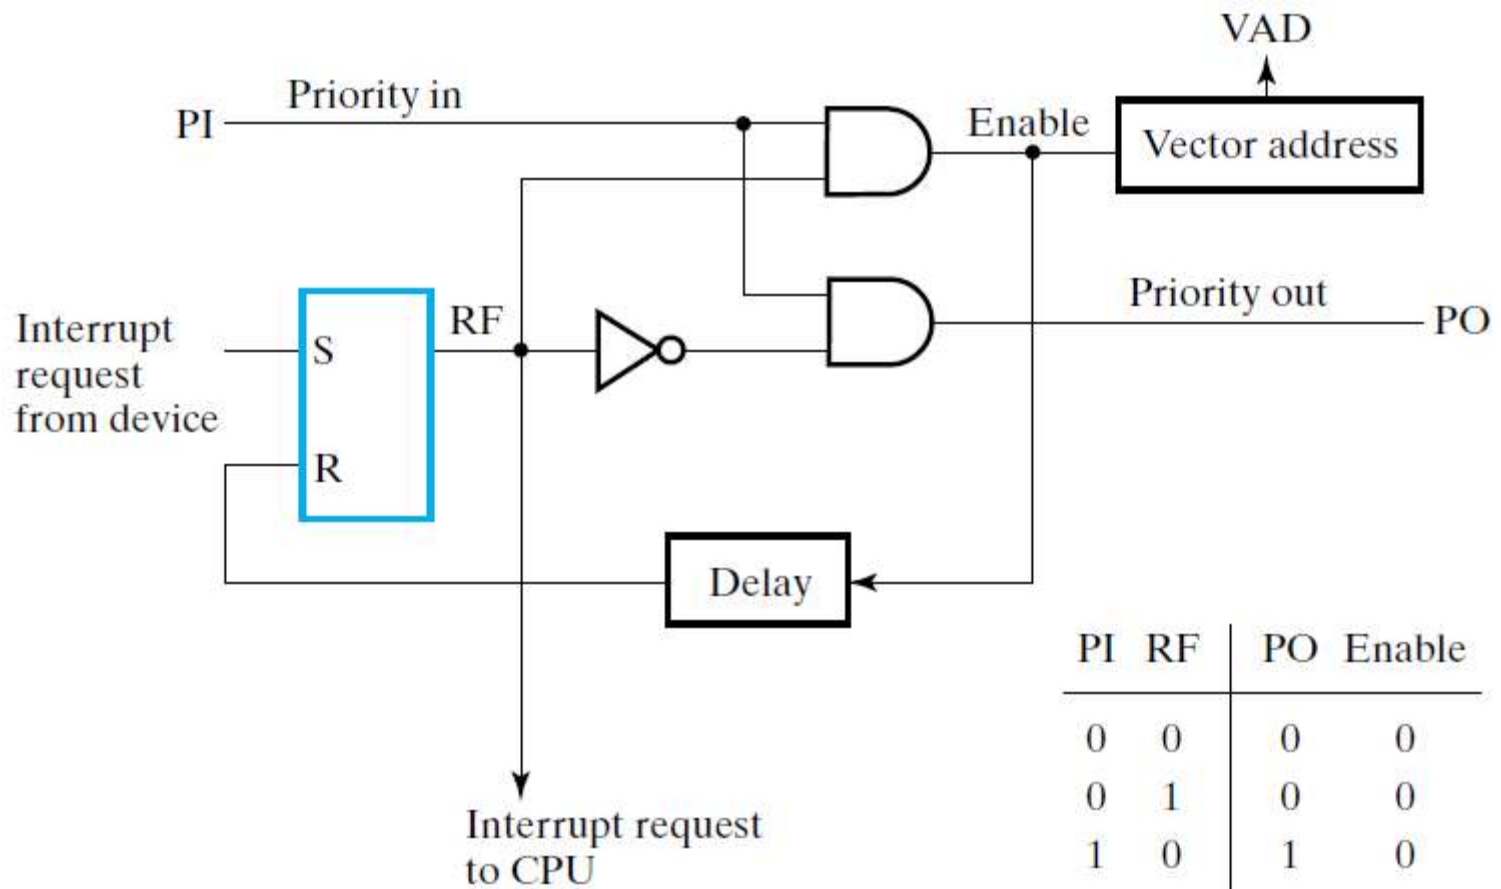 VAD
Priority in
PI
Enable
Vector address
Priority out
PO
Interrupt
request
from device
S
RF
R
Delay
Interrupt request
to CPU
PI RF PO Enable
0 0 0 0
0 1 0 0
1 0 1 0